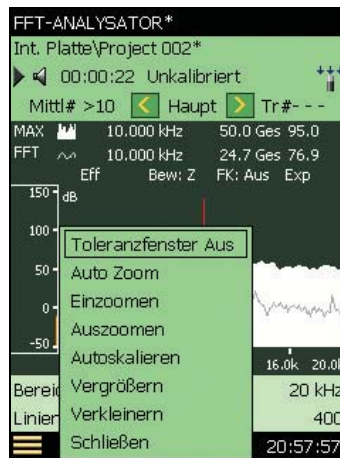 FFT-ANALYSATOR*
Int. Platte\Project 002*
00:00:22 Unkalibriert
Mittl# >10 < Haupt > Tr#---
MAX 10.000 kHz 50.0 Ges 95.0
FFT 10.000 kHz 24.7 Ges 76.9
Eff Bew: Z FK: Aus Exp
150 dB
100
50
0
-50
Toleranzfenster Aus
Auto Zoom
Einzoomen
Auszoomen
Autoskalieren
Vergrößern
Verkleinern
Schließen
16.0k 20.0k
20 kHz
Linien 400
20:57:57